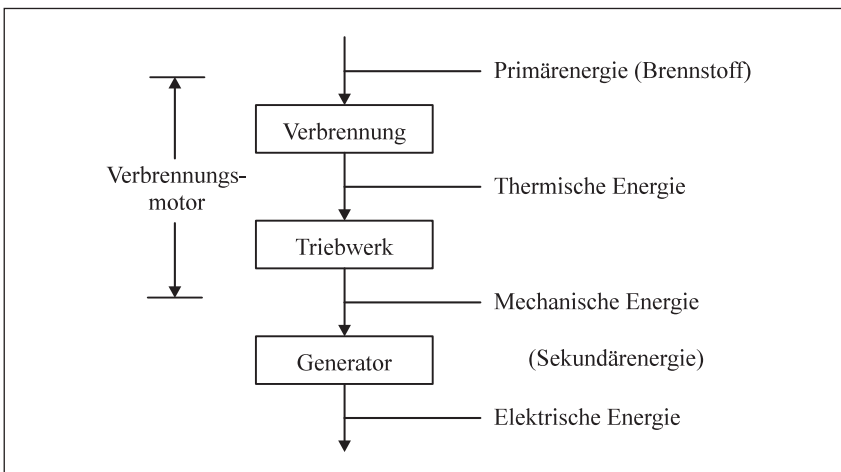 Primärenergie (Brennstoff)
Verbrennung
Verbrennungs-
motor
Thermische Energie
Triebwerk
Mechanische Energie
Generator
(Sekundärenergie)
Elektrische Energie